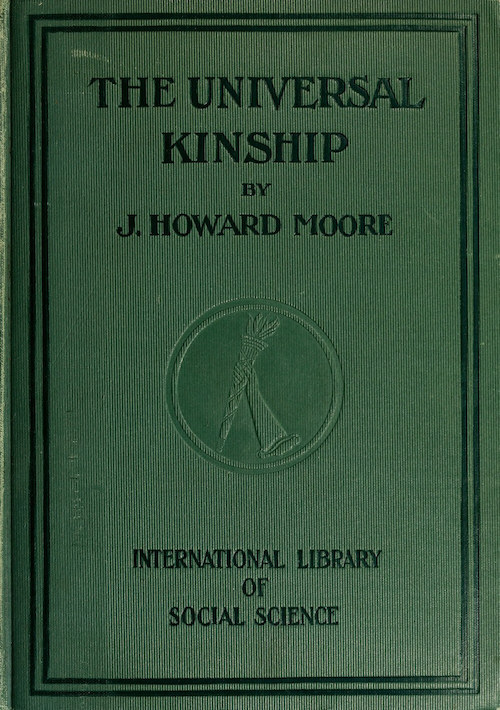 THE UNIVERSAL
KINSHIP
BY
J. HOWARD MOORE
INTERNATIONAL LIBRARY
OF
SOCIAL SCIENCE